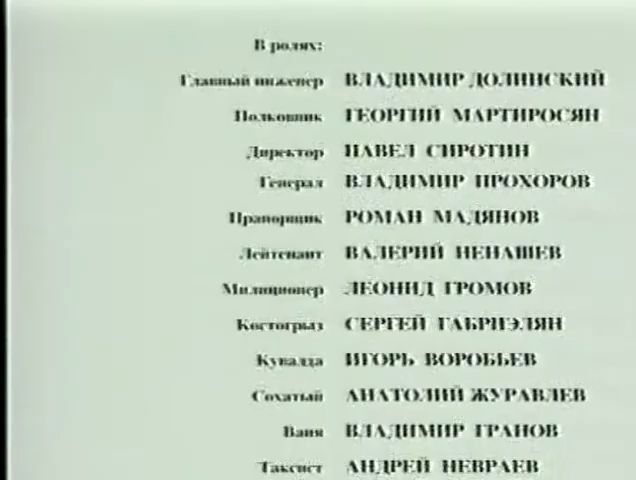 В ролях:
Главный инженер ВЛАДИМИР ДОЛИНСКИЙ
Полковник ГЕОРГИЙ МАРТИРОСЯН
Директор ПАВЕЛ СИРОТИН
Генерал ВЛАДИМИР ПРОХОРОВ
Прапорщик РОМАН МАДЯНОВ
Лейтенант ВАЛЕРИЙ НЕНАШЕВ
Милиционер ЛЕОНИД ГРОМОВ
Костогрыз СЕРГЕЙ ГАБРИЭЛЯН
Кувалда ИГОРЬ ВОРОБЬЕВ
Сохатый АНАТОЛИЙ ЖУРАВЛЕВ
Ваня ВЛАДИМИР ГРАНОВ
Таксист АНДРЕЙ НЕВРАЕВ